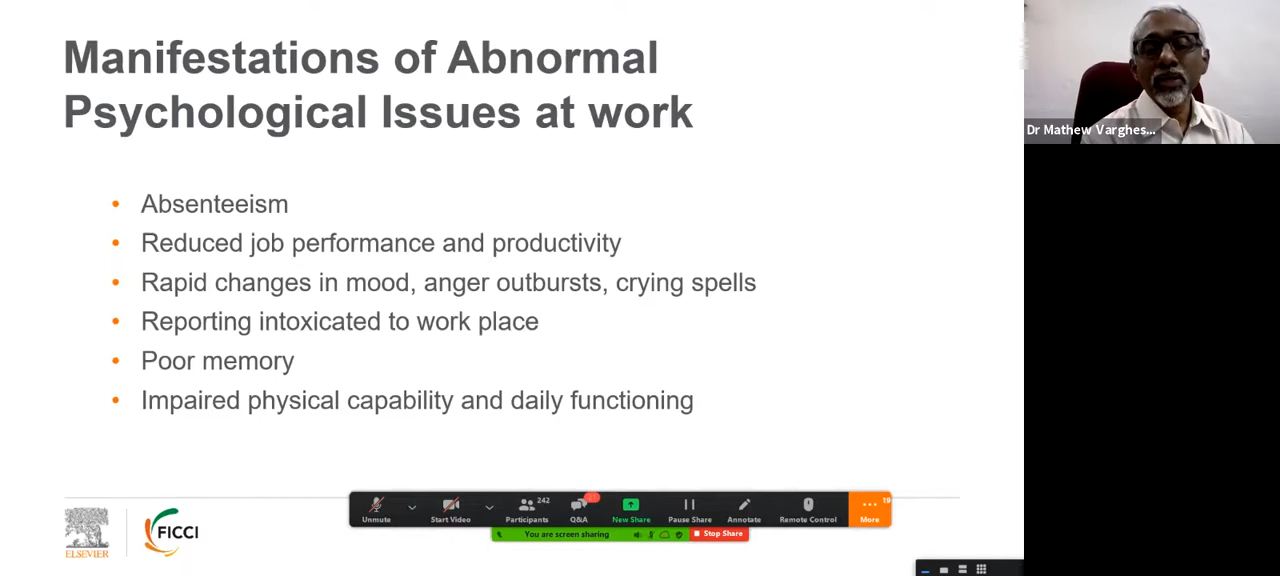 Manifestations of Abnormal
Psychological Issues at work
• Absenteeism
• Reduced job performance and productivity
• Rapid changes in mood, anger outbursts, crying spells
• Reporting intoxicated to work place
• Poor memory
• Impaired physical capability and daily functioning
Dr Mathew Varghes...
ELSEVIER
FICCI
242
19
Unmute
Start Video
Participants
Q&A
New Share
Pause Share
Annotate
Remote Control
More
You are screen sharing
Stop Share